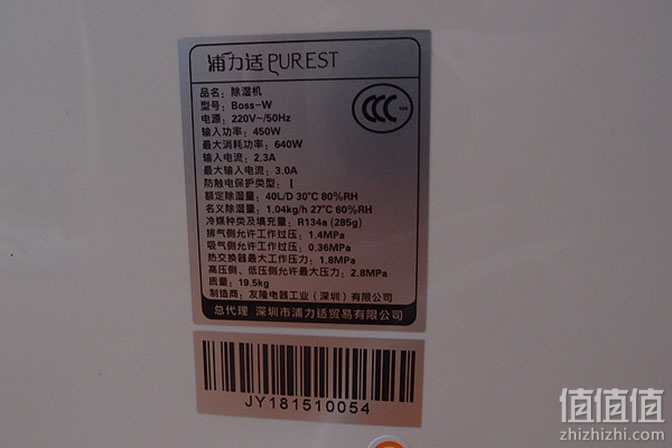 浦力适 PUREST
品名：除湿机
型号：Boss-W
电源：220V~/50Hz
输入功率：450W
最大消耗功率：640W
输入电流：2.3A
最大输入电流：3.0A
防触电保护类型：I
额定除湿量：40L/D 30℃ 80%RH
名义除湿量：1.04kg/h 27℃ 60%RH
冷媒种类及填充量：R134a (285g)
排气侧允许工作过压：1.4MPa
吸气侧允许工作过压：0.36MPa
热交换器最大工作压力：1.8MPa
高压侧、低压侧允许最大压力：2.8MPa
质量：19.5kg
制造商：友隆电器工业（深圳）有限公司
总代理 深圳市浦力适贸易有限公司
JY181510054
值值值
zhizhizhi.com